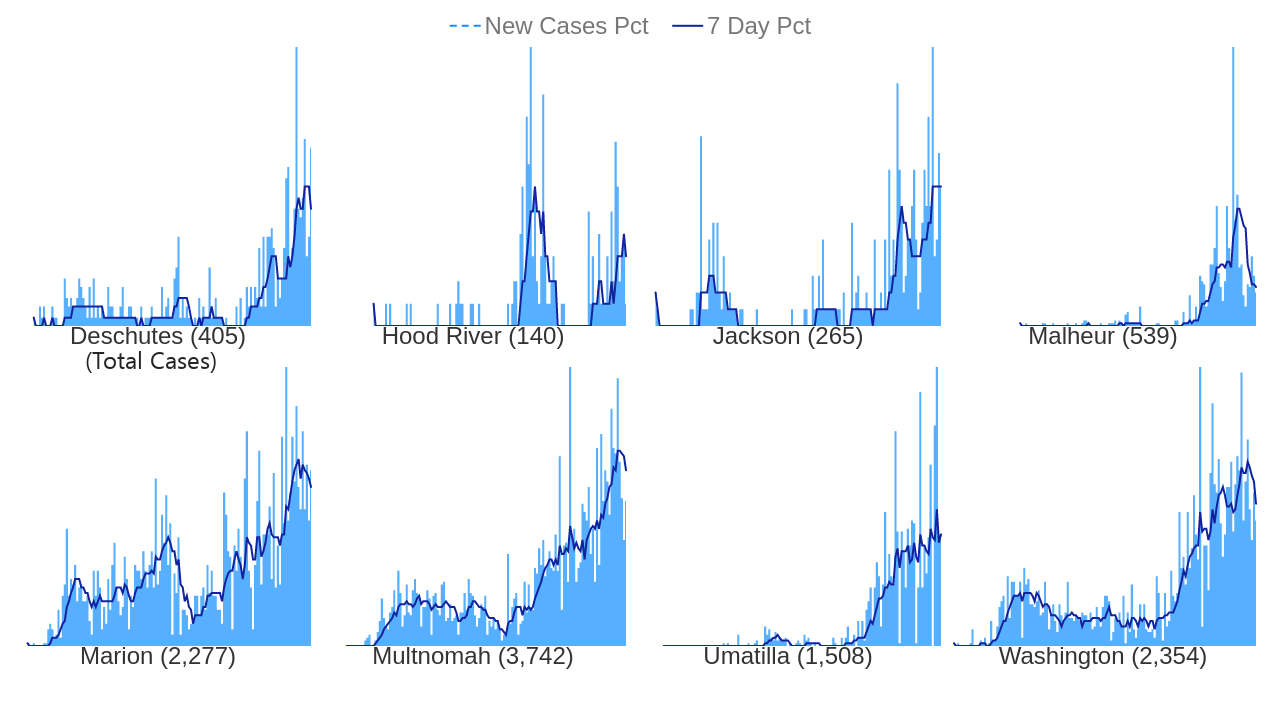 New Cases Pct 7 Day Pct
Deschutes (405) Hood River (140) Jackson (265) Malheur (539)
(Total Cases)
Marion (2,277) Multnomah (3,742) Umatilla (1,508) Washington (2,354)